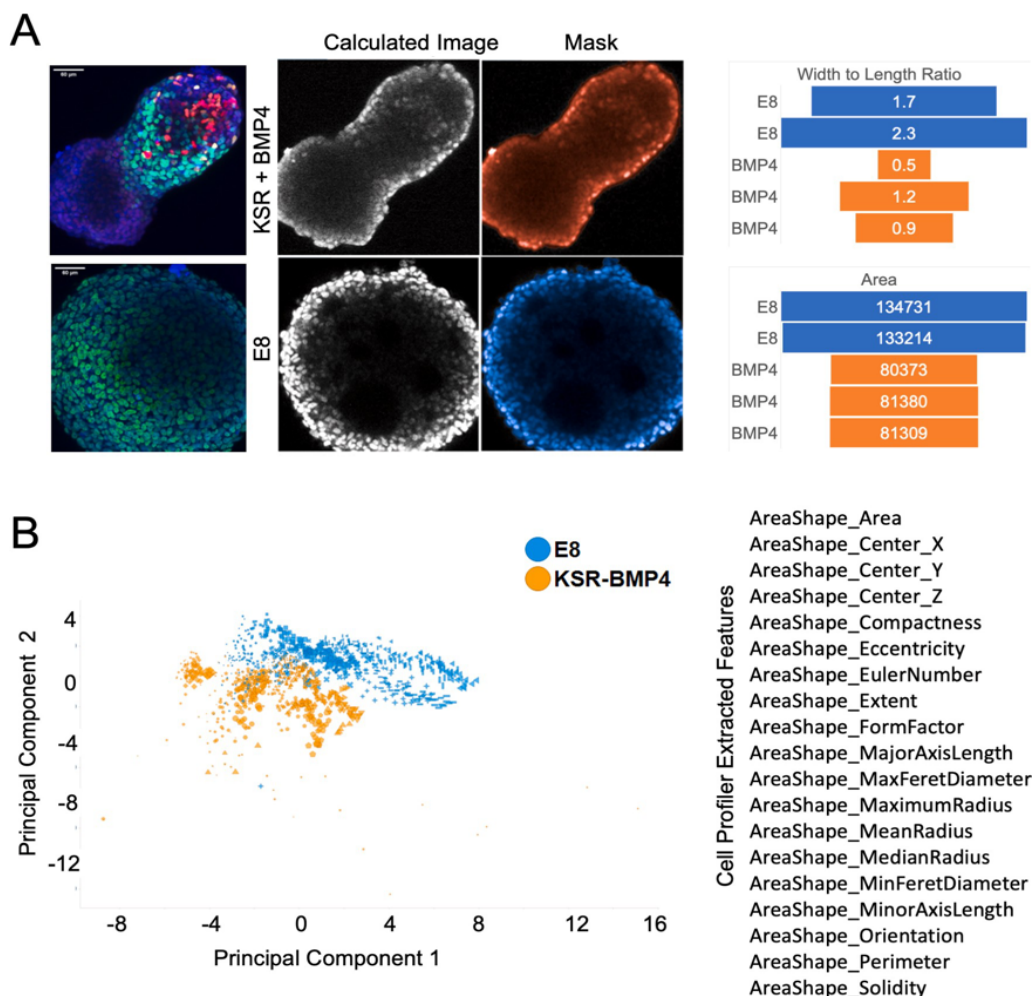 A
Calculated Image
Mask
60 µm
KSR + BMP4
60 µm
E8
Width to Length Ratio
E8
1.7
E8
2.3
BMP4
0.5
BMP4
1.2
BMP4
0.9
Area
E8
134731
E8
133214
BMP4
80373
BMP4
81380
BMP4
81309
B
E8
KSR-BMP4
Principal Component 2
4
0
-4
-8
-12
-8
-4
0
4
8
12
16
Principal Component 1
Cell Profiler Extracted Features
AreaShape_Area
AreaShape_Center_X
AreaShape_Center_Y
AreaShape_Center_Z
AreaShape_Compactness
AreaShape_Eccentricity
AreaShape_EulerNumber
AreaShape_Extent
AreaShape_FormFactor
AreaShape_MajorAxisLength
AreaShape_MaxFeretDiameter
AreaShape_MaximumRadius
AreaShape_MeanRadius
AreaShape_MedianRadius
AreaShape_MinFeretDiameter
AreaShape_MinorAxisLength
AreaShape_Orientation
AreaShape_Perimeter
AreaShape_Solidity